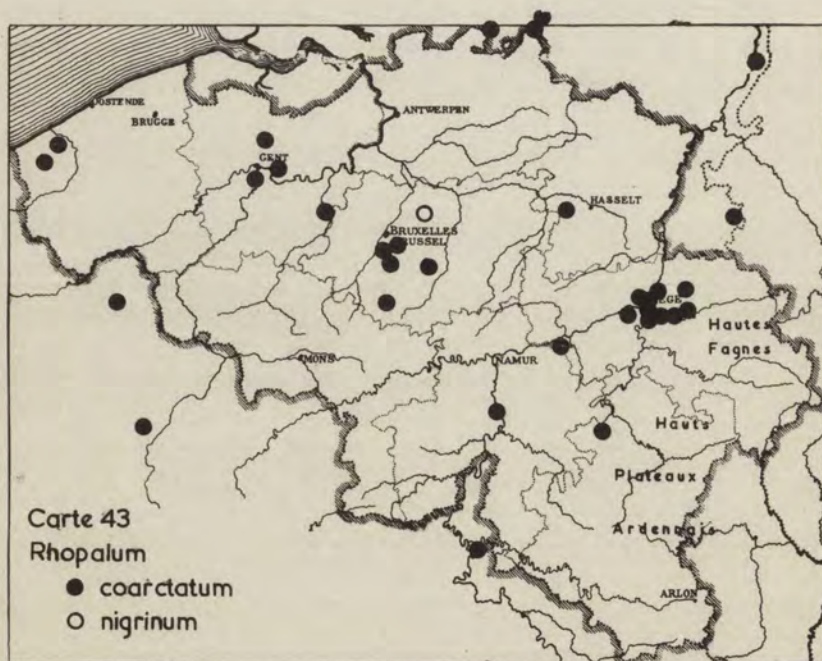 OSTENDE
BRUGGE
ANTWERPEN
GENT
HASSELT
BRUXELLES
BRUSSEL
Hautes
Fagnes
MONS
NAMUR
Hauts
Plateaux
Ardennais
ARLON
Carte 43
Rhopalum
coarctatum
nigrinum